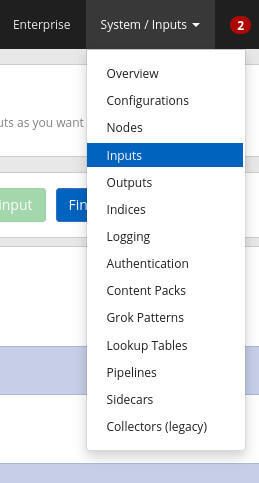 Enterprise
System / Inputs
2
Overview
Configurations
uts as you want
Nodes
Inputs
Outputs
input
Fin
Indices
Logging
Authentication
Content Packs
Grok Patterns
Lookup Tables
Pipelines
Sidecars
Collectors (legacy)